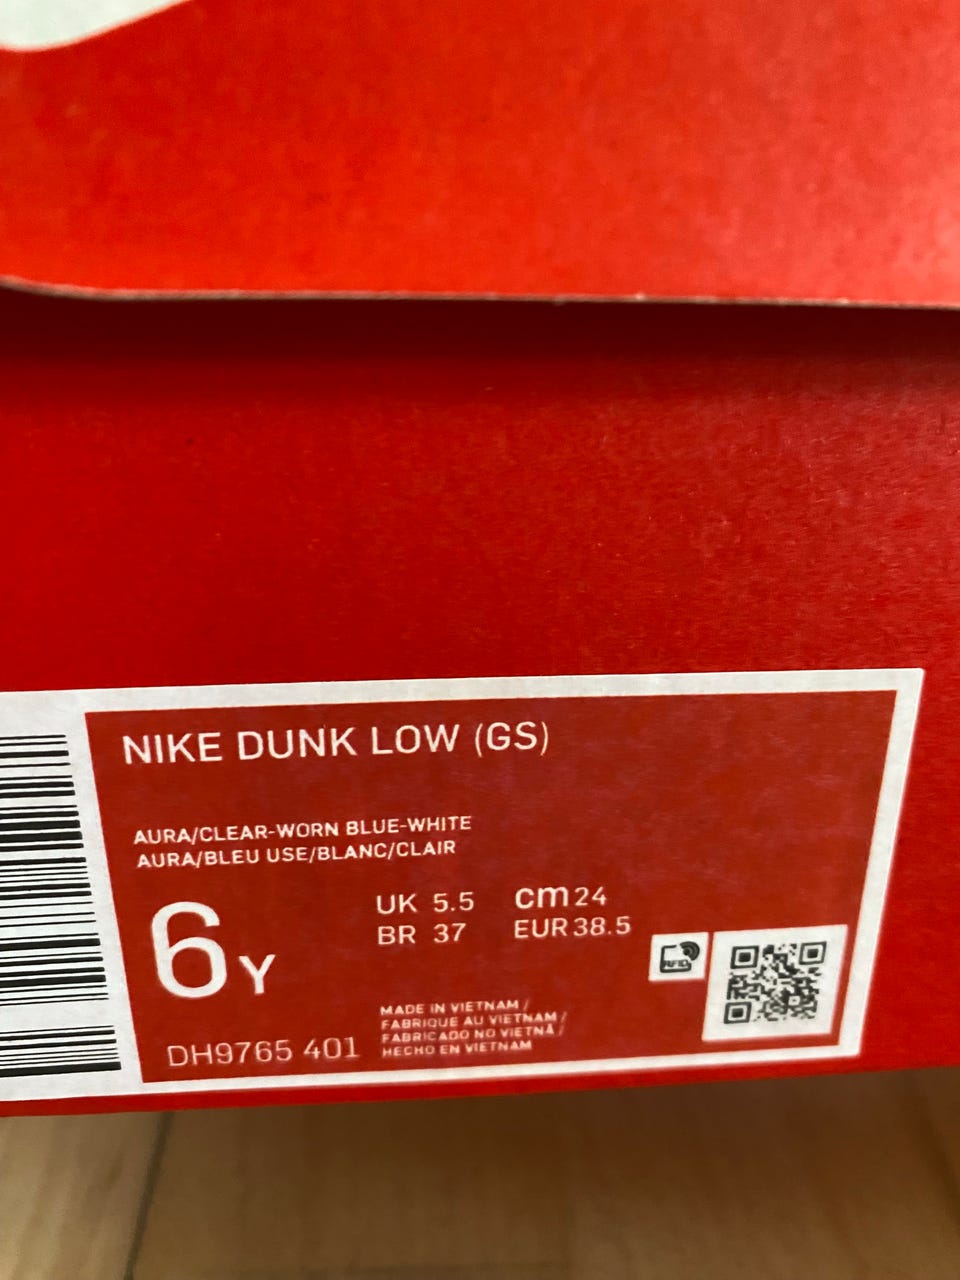 NIKE DUNK LOW (GS)
AURA/CLEAR-WORN BLUE-WHITE
AURA/BLEU USE/BLANC/CLAIR
6Y
UK 5.5 cm 24
BR 37 EUR 38.5
RFID
MADE IN VIETNAM /
FABRIQUE AU VIETNAM /
FABRICADO NO VIETNÃ /
HECHO EN VIETNAM
DH9765 401